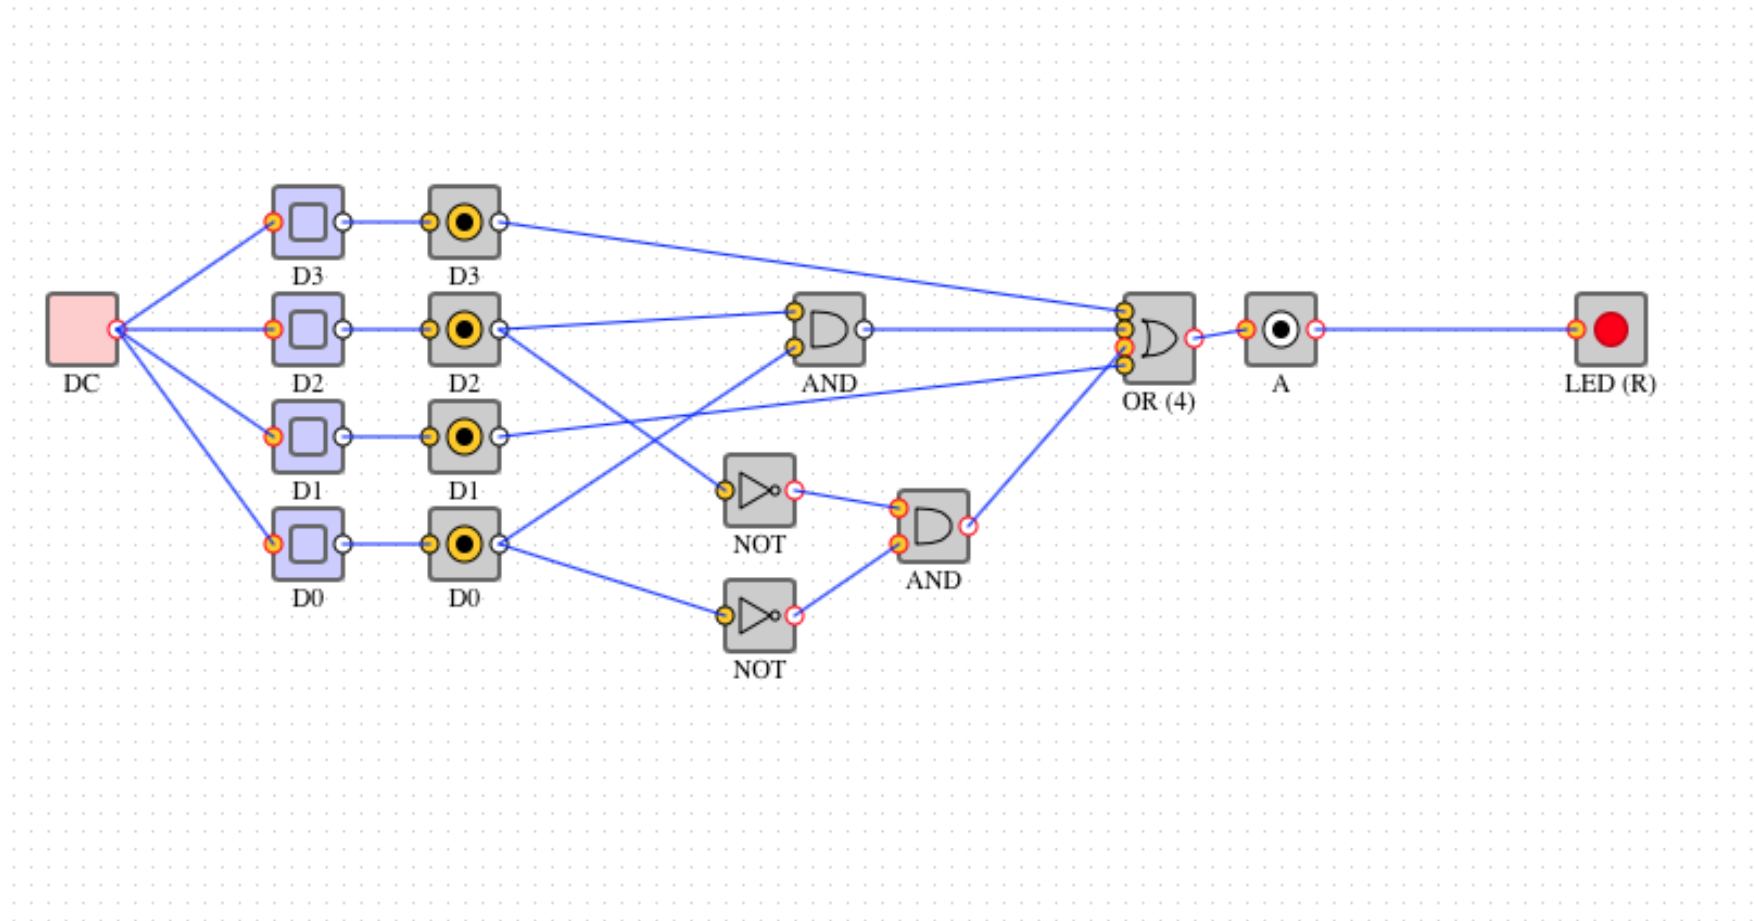 D3
D3
DC
D2
D2
AND
OR (4)
A
LED (R)
D1
D1
NOT
AND
D0
D0
NOT